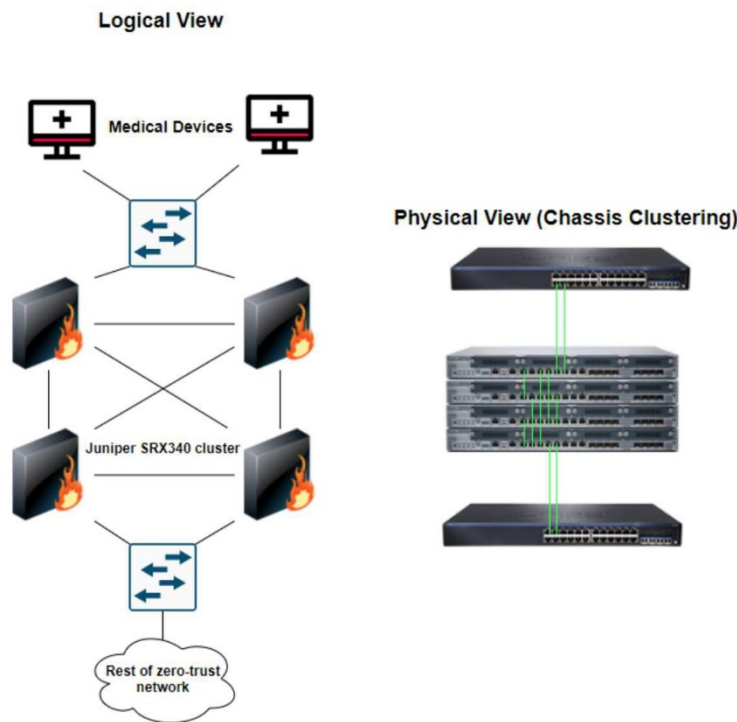 Logical View
Medical Devices
Physical View (Chassis Clustering)
Juniper SRX340 cluster
Rest of zero-trust
network